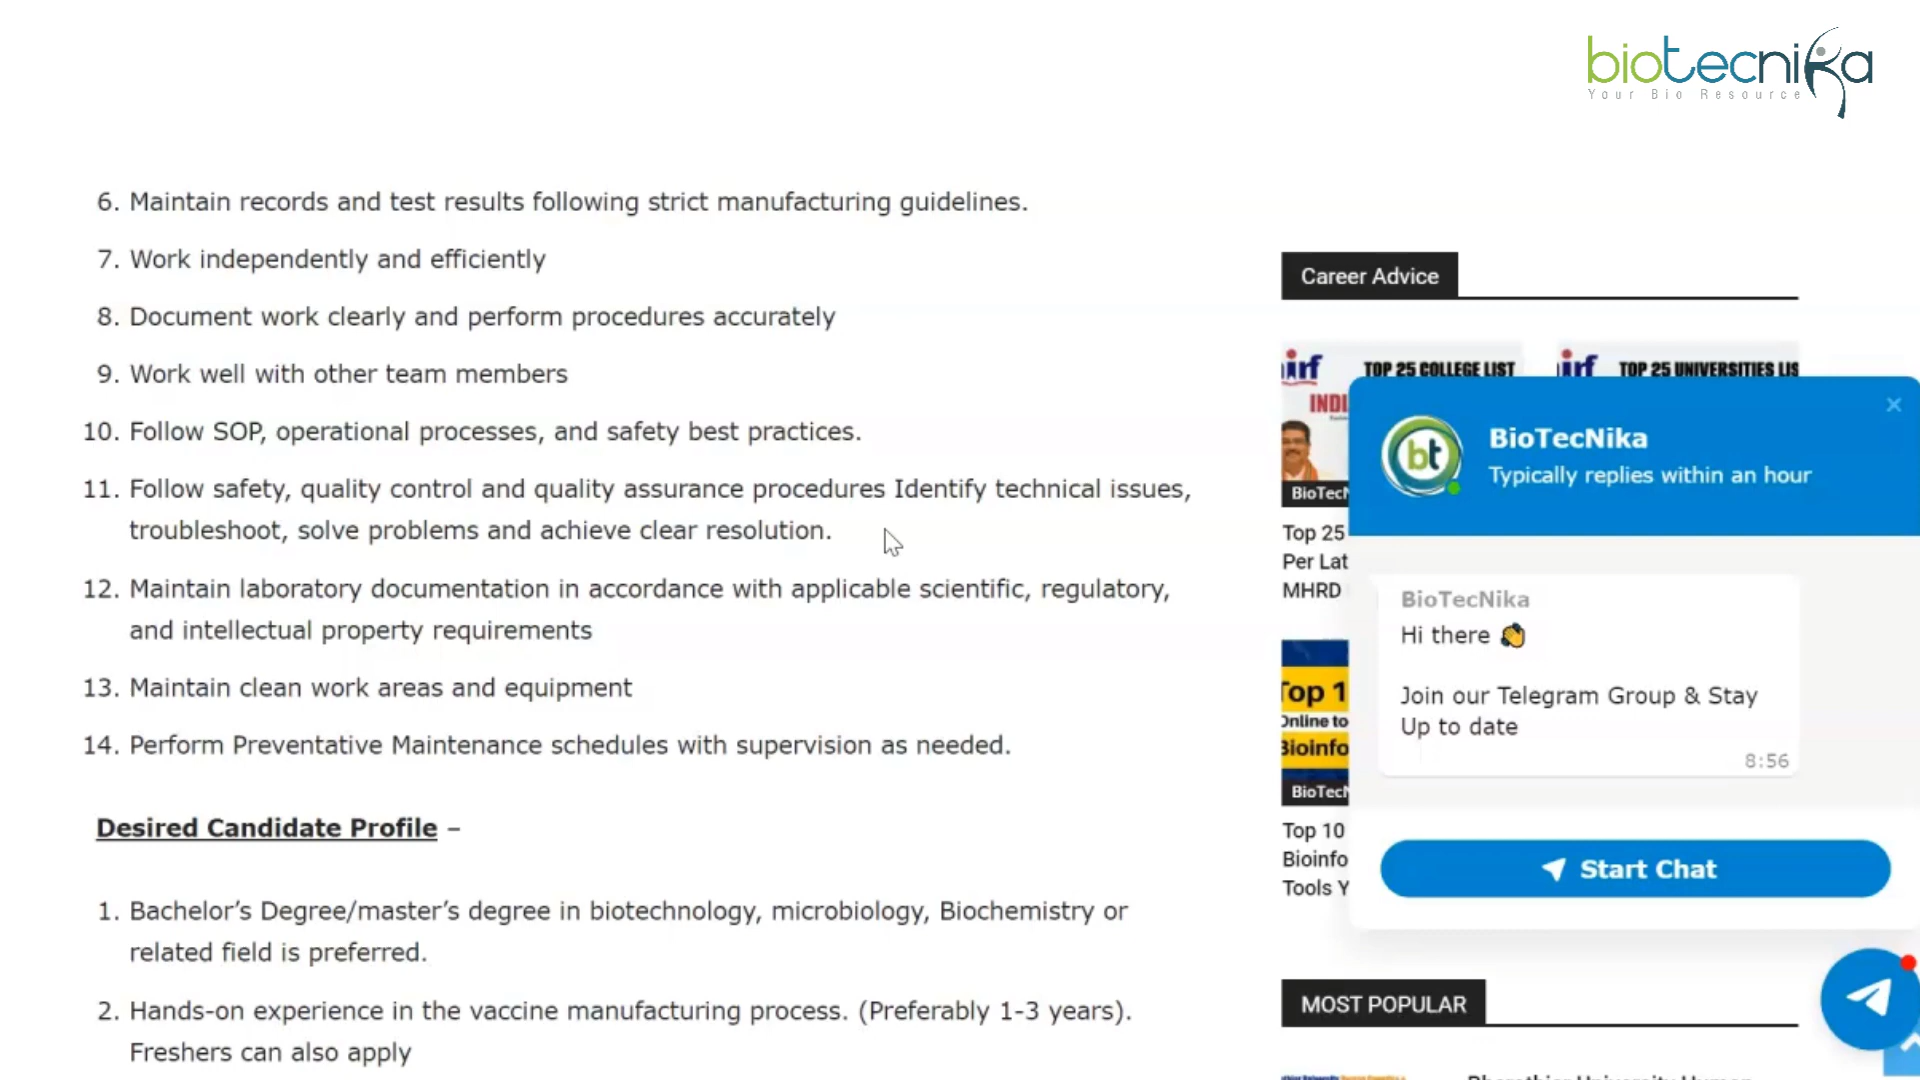 biotecnika
Your Bio Resource
6. Maintain records and test results following strict manufacturing guidelines.
7. Work independently and efficiently
8. Document work clearly and perform procedures accurately
9. Work well with other team members
10. Follow SOP, operational processes, and safety best practices.
11. Follow safety, quality control and quality assurance procedures Identify technical issues,
troubleshoot, solve problems and achieve clear resolution.
12. Maintain laboratory documentation in accordance with applicable scientific, regulatory,
and intellectual property requirements
13. Maintain clean work areas and equipment
14. Perform Preventative Maintenance schedules with supervision as needed.
Desired Candidate Profile –
1. Bachelor’s Degree/master’s degree in biotechnology, microbiology, Biochemistry or
related field is preferred.
2. Hands-on experience in the vaccine manufacturing process. (Preferably 1-3 years).
Freshers can also apply
Career Advice
TOP 25 COLLEGE LIST
TOP 25 UNIVERSITIES LIS
Top 25
Per Lat
MHRD
Top 1
Online to
Bioinfo
Top 10
Bioinfo
Tools Y
bt
BioTecNika
Typically replies within an hour
BioTecNika
Hi there
Join our Telegram Group & Stay
Up to date
8:56
Start Chat
MOST POPULAR